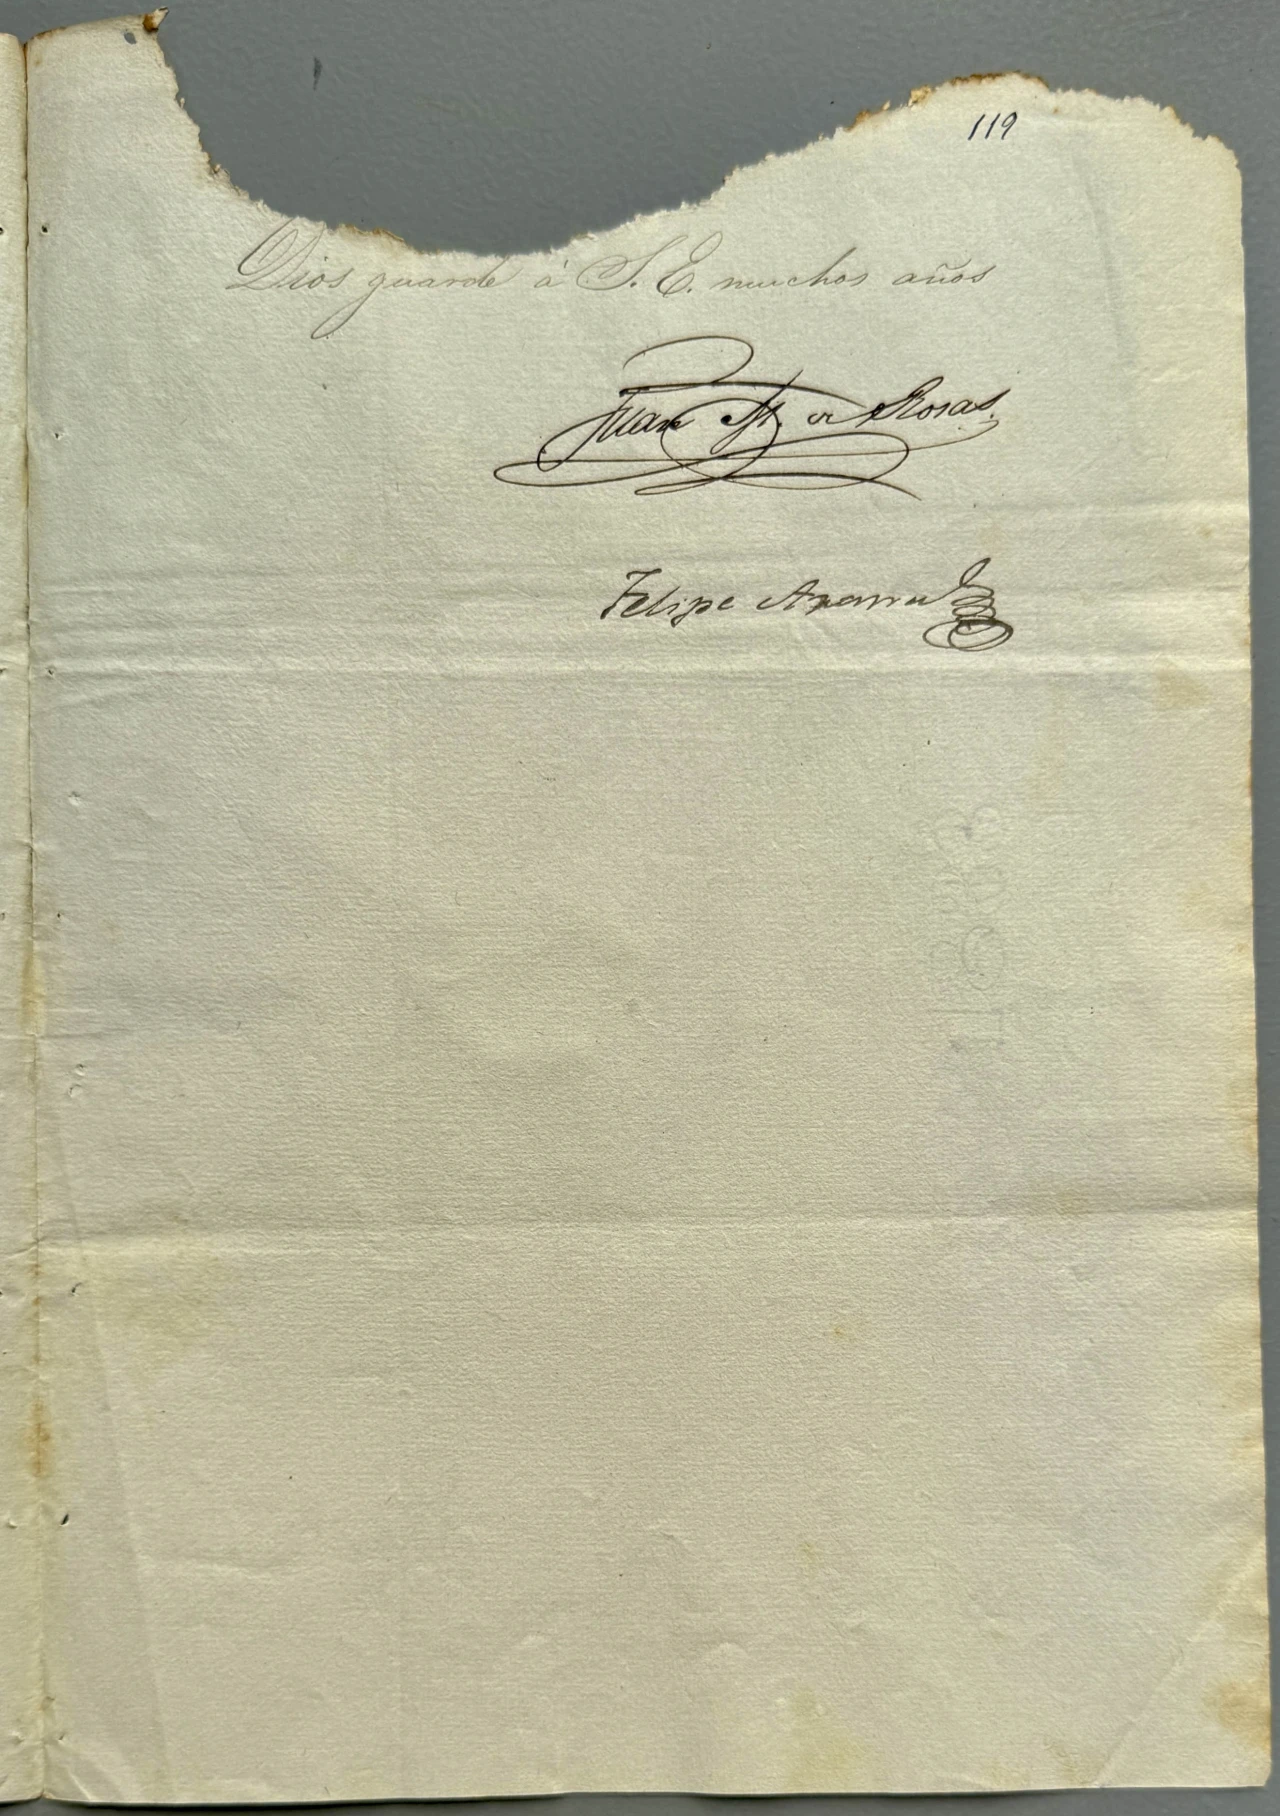 119
Dios guarde á S. E. muchos años
Juan M. de Rosas.
Felipe Arana